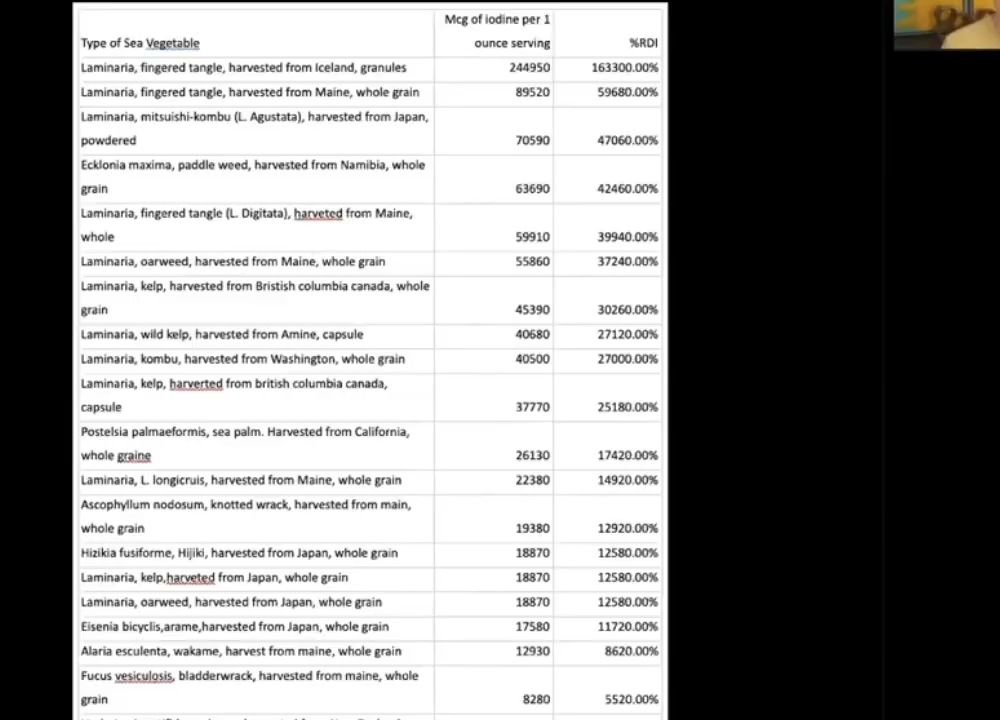 Mcg of iodine per 1
Type of Sea Vegetable ounce serving %RDI
Laminaria, fingered tangle, harvested from Iceland, granules 244950 163300.00%
Laminaria, fingered tangle, harvested from Maine, whole grain 89520 59680.00%
Laminaria, mitsuishi-kombu (L. Agustata), harvested from Japan,
powdered 70590 47060.00%
Ecklonia maxima, paddle weed, harvested from Namibia, whole
grain 63690 42460.00%
Laminaria, fingered tangle (L. Digitata), harveted from Maine,
whole 59910 39940.00%
Laminaria, oarweed, harvested from Maine, whole grain 55860 37240.00%
Laminaria, kelp, harvested from Bristish columbia canada, whole
grain 45390 30260.00%
Laminaria, wild kelp, harvested from Amine, capsule 40680 27120.00%
Laminaria, kombu, harvested from Washington, whole grain 40500 27000.00%
Laminaria, kelp, harverted from british columbia canada,
capsule 37770 25180.00%
Postelsia palmaeformis, sea palm. Harvested from California,
whole graine 26130 17420.00%
Laminaria, L. longicruis, harvested from Maine, whole grain 22380 14920.00%
Ascophyllum nodosum, knotted wrack, harvested from main,
whole grain 19380 12920.00%
Hizikia fusiforme, Hijiki, harvested from Japan, whole grain 18870 12580.00%
Laminaria, kelp,harveted from Japan, whole grain 18870 12580.00%
Laminaria, oarweed, harvested from Japan, whole grain 18870 12580.00%
Eisenia bicyclis,arame,harvested from Japan, whole grain 17580 11720.00%
Alaria esculenta, wakame, harvest from maine, whole grain 12930 8620.00%
Fucus vesiculosis, bladderwrack, harvested from maine, whole
grain 8280 5520.00%